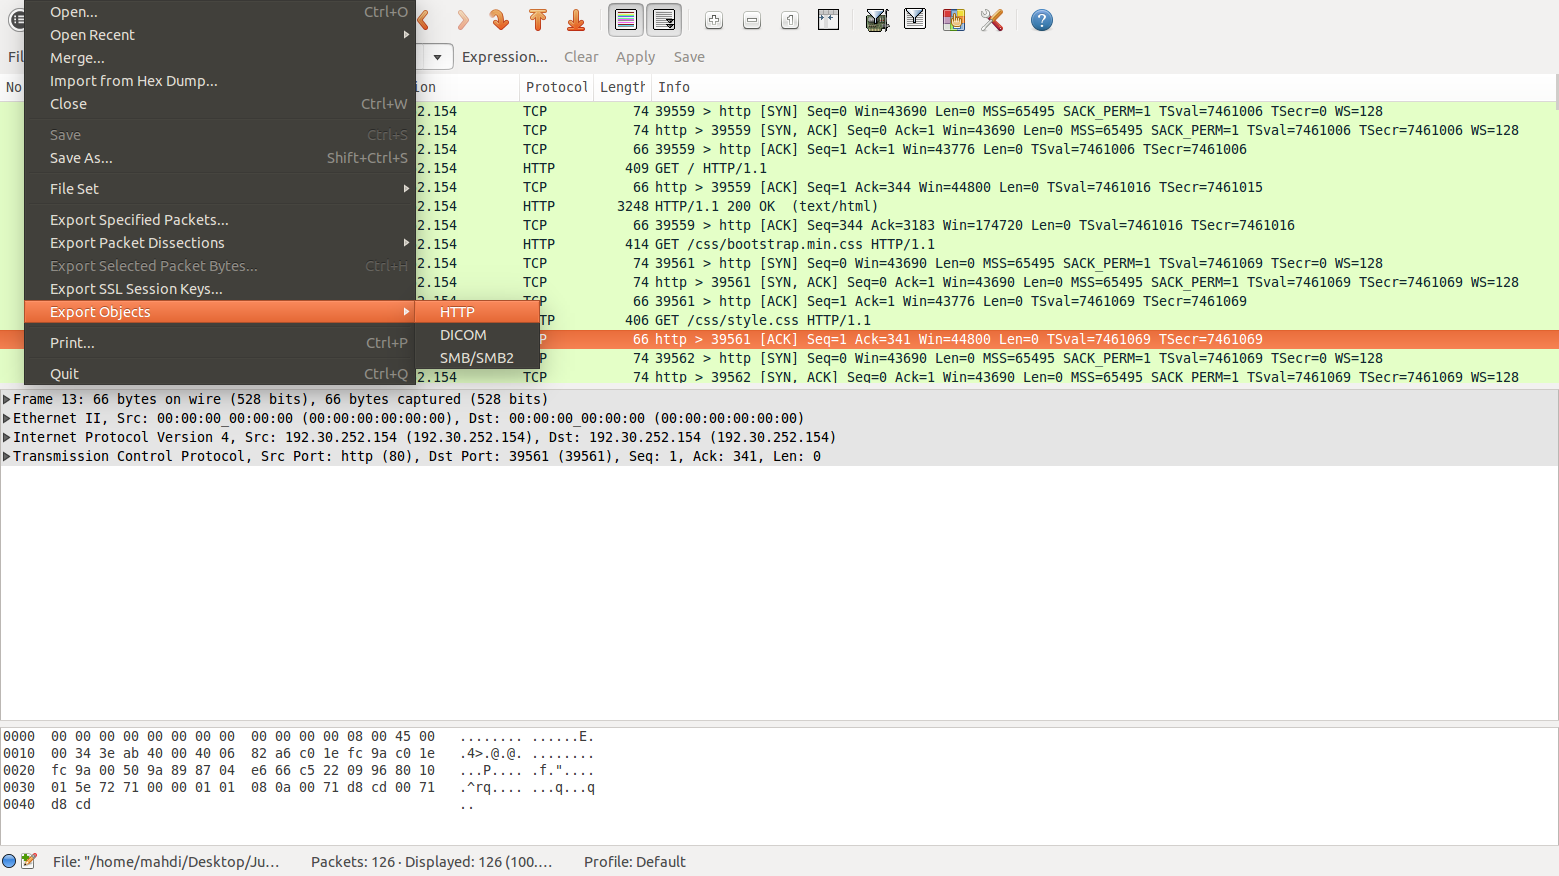 Open... Ctrl+O
Open Recent
Merge...
Import from Hex Dump...
Close Ctrl+W
Save Ctrl+S
Save As... Shift+Ctrl+S
File Set
Export Specified Packets...
Export Packet Dissections
Export Selected Packet Bytes... Ctrl+H
Export SSL Session Keys...
Export Objects
Print... Ctrl+P
Quit Ctrl+Q
HTTP
DICOM
SMB/SMB2
Fil Expression... Clear Apply Save
No ion Protocol Length Info
2.154 TCP 74 39559 > http [SYN] Seq=0 Win=43690 Len=0 MSS=65495 SACK_PERM=1 TSval=7461006 TSecr=0 WS=128
2.154 TCP 74 http > 39559 [SYN, ACK] Seq=0 Ack=1 Win=43690 Len=0 MSS=65495 SACK_PERM=1 TSval=7461006 TSecr=7461006 WS=128
2.154 TCP 66 39559 > http [ACK] Seq=1 Ack=1 Win=43776 Len=0 TSval=7461006 TSecr=7461006
2.154 HTTP 409 GET / HTTP/1.1
2.154 TCP 66 http > 39559 [ACK] Seq=1 Ack=344 Win=44800 Len=0 TSval=7461016 TSecr=7461015
2.154 HTTP 3248 HTTP/1.1 200 OK (text/html)
2.154 TCP 66 39559 > http [ACK] Seq=344 Ack=3183 Win=174720 Len=0 TSval=7461016 TSecr=7461016
2.154 HTTP 414 GET /css/bootstrap.min.css HTTP/1.1
2.154 TCP 74 39561 > http [SYN] Seq=0 Win=43690 Len=0 MSS=65495 SACK_PERM=1 TSval=7461069 TSecr=0 WS=128
2.154 TCP 74 http > 39561 [SYN, ACK] Seq=0 Ack=1 Win=43690 Len=0 MSS=65495 SACK_PERM=1 TSval=7461069 TSecr=7461069 WS=128
66 39561 > http [ACK] Seq=1 Ack=1 Win=43776 Len=0 TSval=7461069 TSecr=7461069
TP 406 GET /css/style.css HTTP/1.1
P 66 http > 39561 [ACK] Seq=1 Ack=341 Win=44800 Len=0 TSval=7461069 TSecr=7461069
P 74 39562 > http [SYN] Seq=0 Win=43690 Len=0 MSS=65495 SACK_PERM=1 TSval=7461069 TSecr=0 WS=128
2.154 TCP 74 http > 39562 [SYN, ACK] Seq=0 Ack=1 Win=43690 Len=0 MSS=65495 SACK PERM=1 TSval=7461069 TSecr=7461069 WS=128
Frame 13: 66 bytes on wire (528 bits), 66 bytes captured (528 bits)
Ethernet II, Src: 00:00:00_00:00:00 (00:00:00:00:00:00), Dst: 00:00:00_00:00:00 (00:00:00:00:00:00)
Internet Protocol Version 4, Src: 192.30.252.154 (192.30.252.154), Dst: 192.30.252.154 (192.30.252.154)
Transmission Control Protocol, Src Port: http (80), Dst Port: 39561 (39561), Seq: 1, Ack: 341, Len: 0
0000 00 00 00 00 00 00 00 00 00 00 00 00 08 00 45 00 ........ ......E.
0010 00 34 3e ab 40 00 40 06 82 a6 c0 1e fc 9a c0 1e .4>.@.@. ........
0020 fc 9a 00 50 9a 89 87 04 e6 66 c5 22 09 96 80 10 ...P.... .f."....
0030 01 5e 72 71 00 00 01 01 08 0a 00 71 d8 cd 00 71 .^rq.... ...q...q
0040 d8 cd ..
File: "/home/mahdi/Desktop/Ju... Packets: 126 · Displayed: 126 (100.... Profile: Default